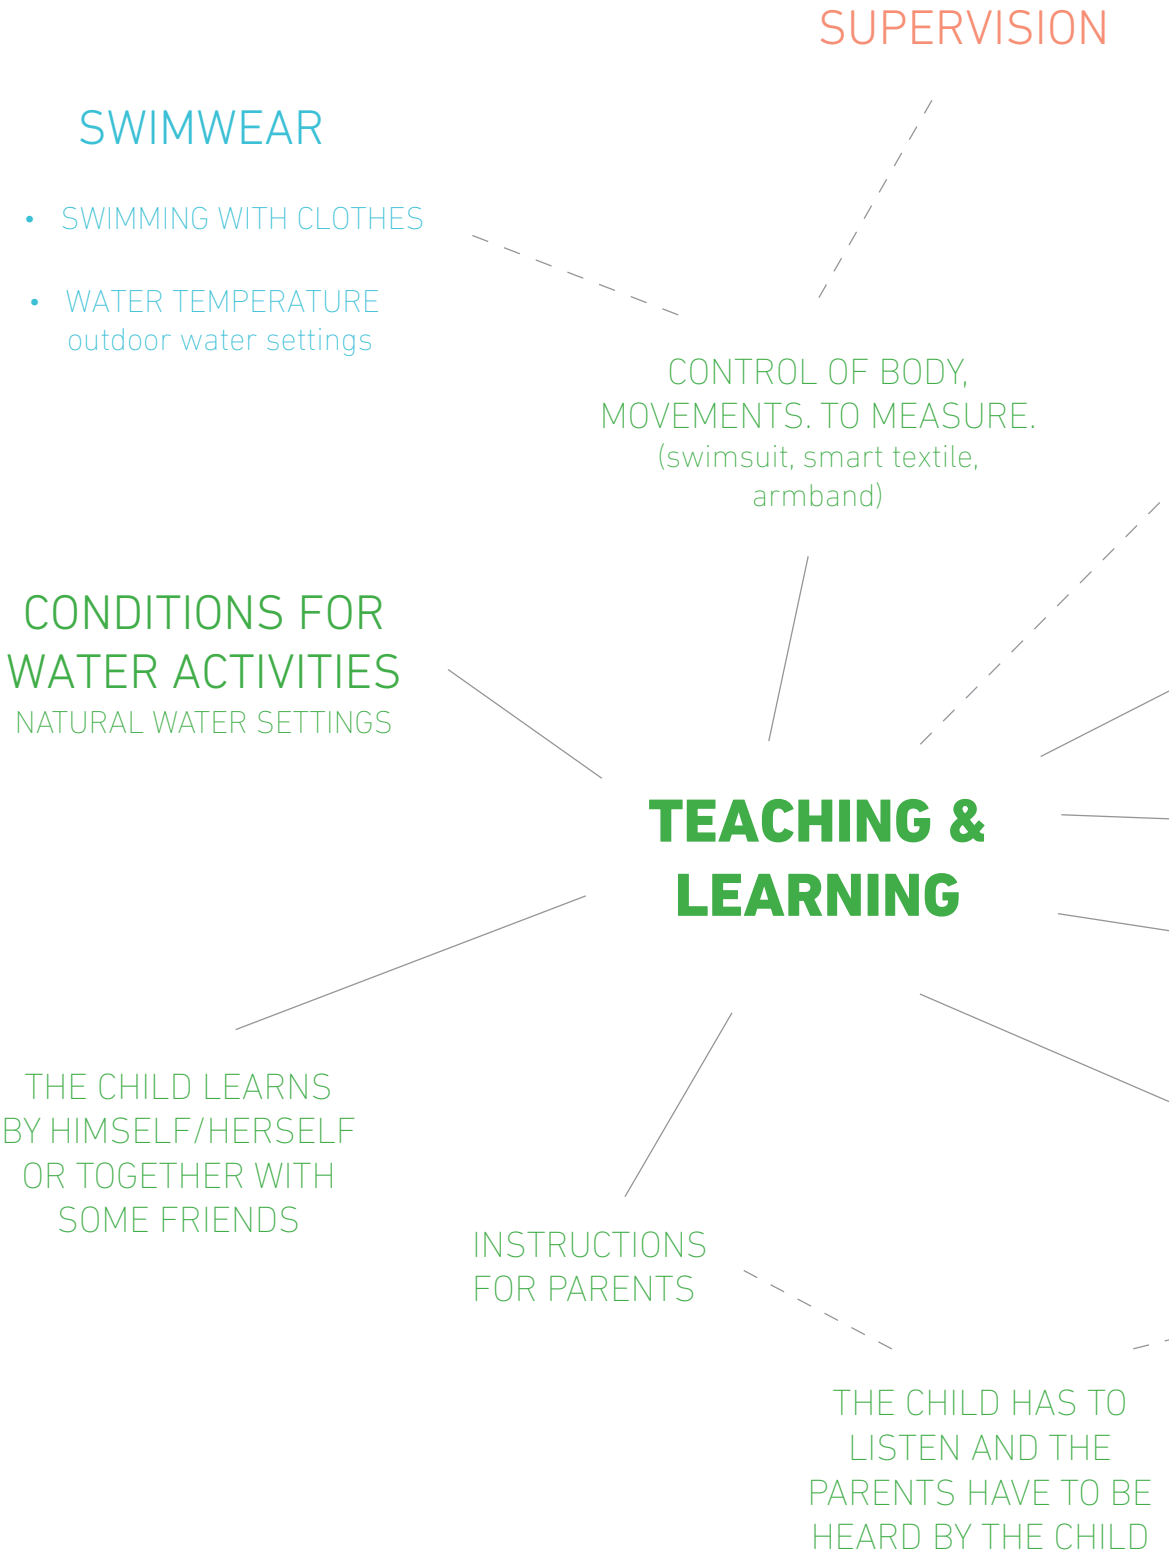 SUPERVISION
SWIMWEAR
• SWIMMING WITH CLOTHES
• WATER TEMPERATURE
outdoor water settings
CONTROL OF BODY,
MOVEMENTS. TO MEASURE.
(swimsuit, smart textile,
armband)
CONDITIONS FOR
WATER ACTIVITIES
NATURAL WATER SETTINGS
TEACHING &
LEARNING
THE CHILD LEARNS
BY HIMSELF/HERSELF
OR TOGETHER WITH
SOME FRIENDS
INSTRUCTIONS
FOR PARENTS
THE CHILD HAS TO
LISTEN AND THE
PARENTS HAVE TO BE
HEARD BY THE CHILD